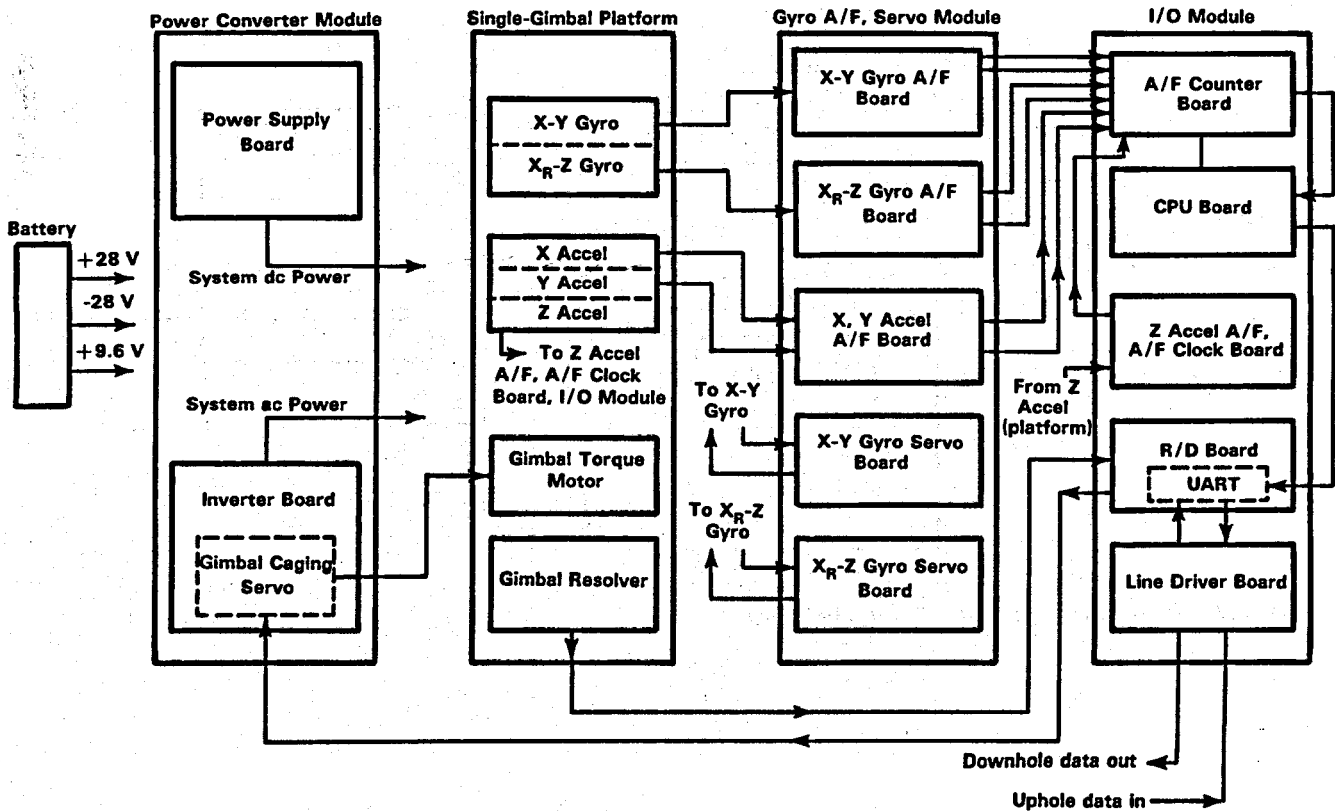 Power Converter Module
Single-Gimbal Platform
Gyro A/F, Servo Module
I/O Module
Battery
+28 V
-28 V
+9.6 V
Power Supply
Board
System dc Power
System ac Power
Inverter Board
Gimbal Caging
Servo
X-Y Gyro
X_R-Z Gyro
X Accel
Y Accel
Z Accel
To Z Accel
A/F, A/F Clock
Board, I/O Module
Gimbal Torque
Motor
Gimbal Resolver
X-Y Gyro A/F
Board
X_R-Z Gyro A/F
Board
X, Y Accel
A/F Board
To X-Y
Gyro
X-Y Gyro Servo
Board
To X_R-Z
Gyro
X_R-Z Gyro Servo
Board
A/F Counter
Board
CPU Board
Z Accel A/F,
A/F Clock Board
From Z
Accel
(platform)
R/D Board
UART
Line Driver Board
Downhole data out
Uphole data in